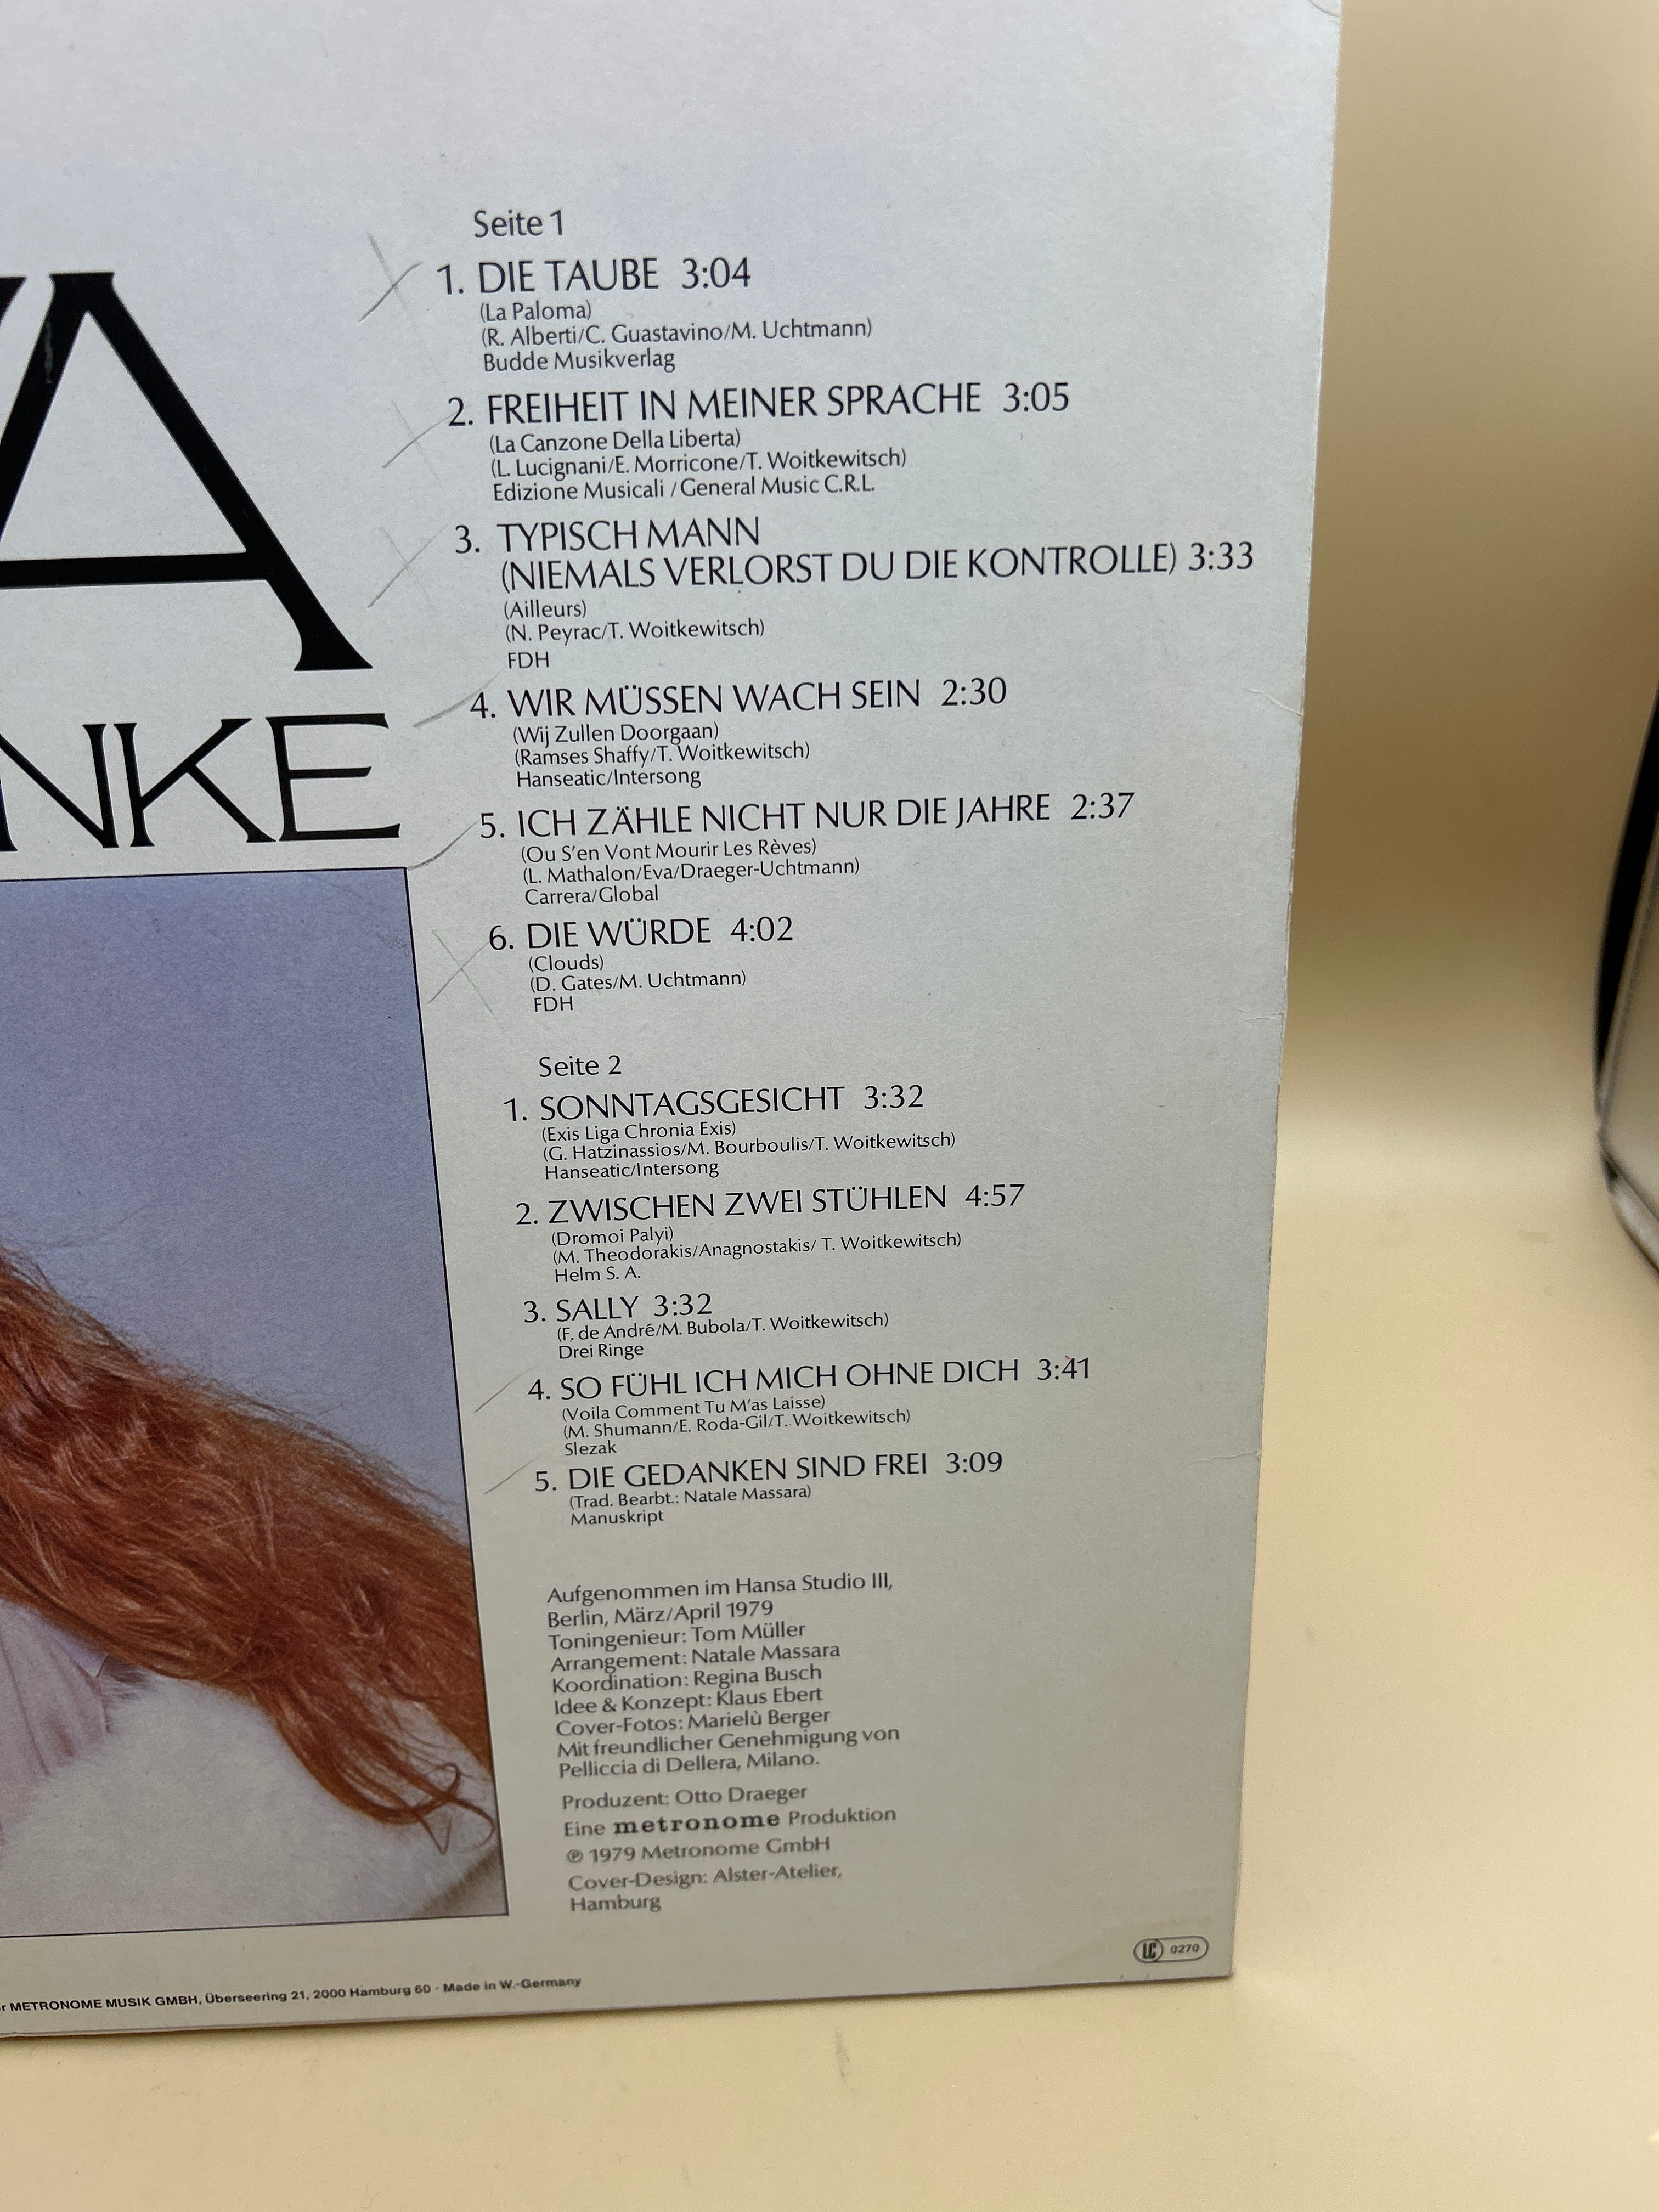 VA
NKE
Seite 1
1. DIE TAUBE 3:04
(La Paloma)
(R. Alberti/C. Guastavino/M. Uchtmann)
Budde Musikverlag
2. FREIHEIT IN MEINER SPRACHE 3:05
(La Canzone Della Liberta)
(L. Lucignani/E. Morricone/T. Woitkewitsch)
Edizione Musicali / General Music C.R.L.
3. TYPISCH MANN
(NIEMALS VERLORST DU DIE KONTROLLE) 3:33
(Ailleurs)
(N. Peyrac/T. Woitkewitsch)
FDH
4. WIR MÜSSEN WACH SEIN 2:30
(Wij Zullen Doorgaan)
(Ramses Shaffy/T. Woitkewitsch)
Hanseatic/Intersong
5. ICH ZÄHLE NICHT NUR DIE JAHRE 2:37
(Ou S'en Vont Mourir Les Rèves)
(L. Mathalon/Eva/Draeger-Uchtmann)
Carrera/Global
6. DIE WÜRDE 4:02
(Clouds)
(D. Gates/M. Uchtmann)
FDH
Seite 2
1. SONNTAGSGESICHT 3:32
(Exis Liga Chronia Exis)
(G. Hatzinassios/M. Bourboulis/T. Woitkewitsch)
Hanseatic/Intersong
2. ZWISCHEN ZWEI STÜHLEN 4:57
(Dromoi Palyi)
(M. Theodorakis/Anagnostakis/ T. Woitkewitsch)
Helm S. A.
3. SALLY 3:32
(F. de André/M. Bubola/T. Woitkewitsch)
Drei Ringe
4. SO FÜHL ICH MICH OHNE DICH 3:41
(Voila Comment Tu M'as Laisse)
(M. Shumann/E. Roda-Gil/T. Woitkewitsch)
Slezak
5. DIE GEDANKEN SIND FREI 3:09
(Trad. Bearbt.: Natale Massara)
Manuskript
Aufgenommen im Hansa Studio III,
Berlin, März/April 1979
Toningenieur: Tom Müller
Arrangement: Natale Massara
Koordination: Regina Busch
Idee & Konzept: Klaus Ebert
Cover-Fotos: Marielù Berger
Mit freundlicher Genehmigung von
Pelliccia di Dellera, Milano.
Produzent: Otto Draeger
Eine metronome Produktion
℗ 1979 Metronome GmbH
Cover-Design: Alster-Atelier,
Hamburg
LC 0270
r METRONOME MUSIK GMBH, Überseering 21, 2000 Hamburg 60 · Made in W.-Germany